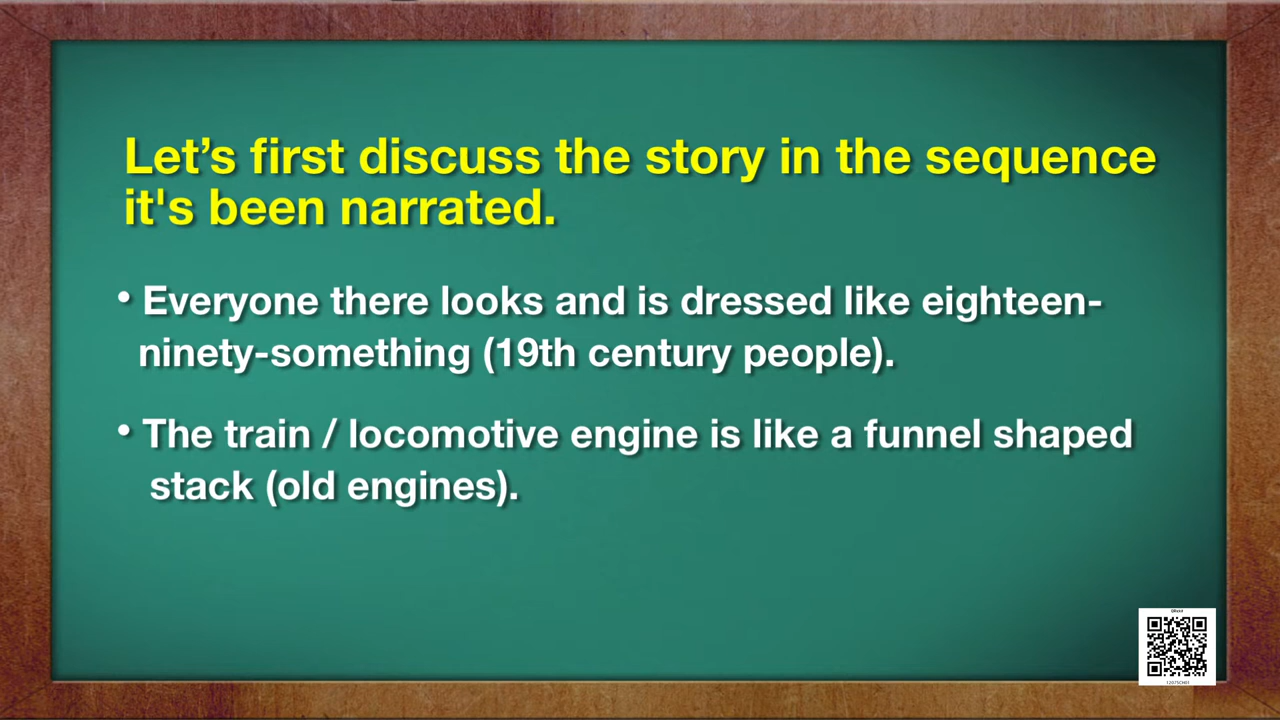 Let’s first discuss the story in the sequence
it's been narrated.
• Everyone there looks and is dressed like eighteen-
ninety-something (19th century people).
• The train / locomotive engine is like a funnel shaped
stack (old engines).